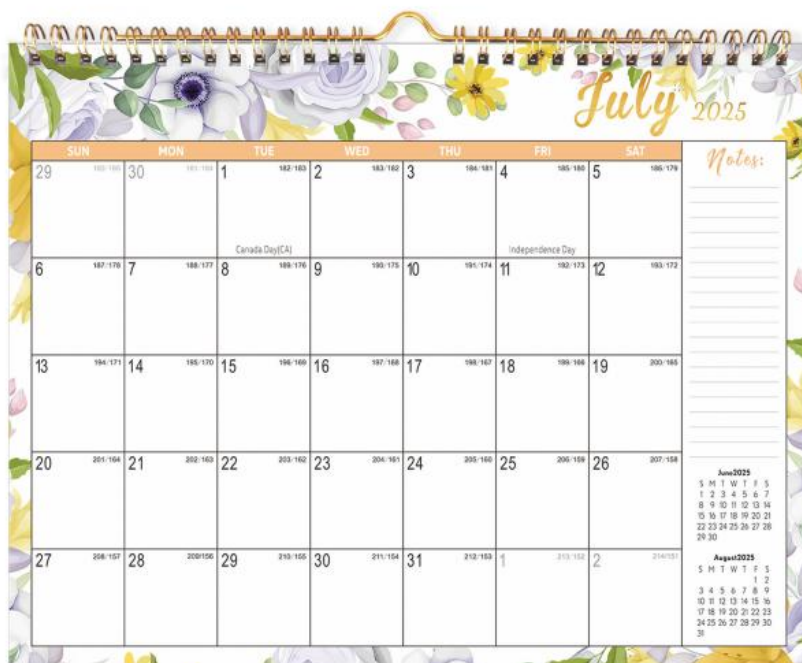 July 2025
SUN MON TUE WED THU FRI SAT
Notes:
29 30 1 182/183 2 183/182 3 184/181 4 185/180 5 186/179
Canada Day(CA) Independence Day
6 187/178 7 188/177 8 189/176 9 190/175 10 191/174 11 192/173 12 193/172
13 194/171 14 195/170 15 196/169 16 197/168 17 198/167 18 199/166 19 200/165
20 201/164 21 202/163 22 203/162 23 204/161 24 205/160 25 206/159 26 207/158
27 208/157 28 209/156 29 210/155 30 211/154 31 212/153 1 213/152 2 214/151
June2025
S M T W T F S
1 2 3 4 5 6 7
8 9 10 11 12 13 14
15 16 17 18 19 20 21
22 23 24 25 26 27 28
29 30
August2025
S M T W T F S
1 2
3 4 5 6 7 8 9
10 11 12 13 14 15 16
17 18 19 20 21 22 23
24 25 26 27 28 29 30
31